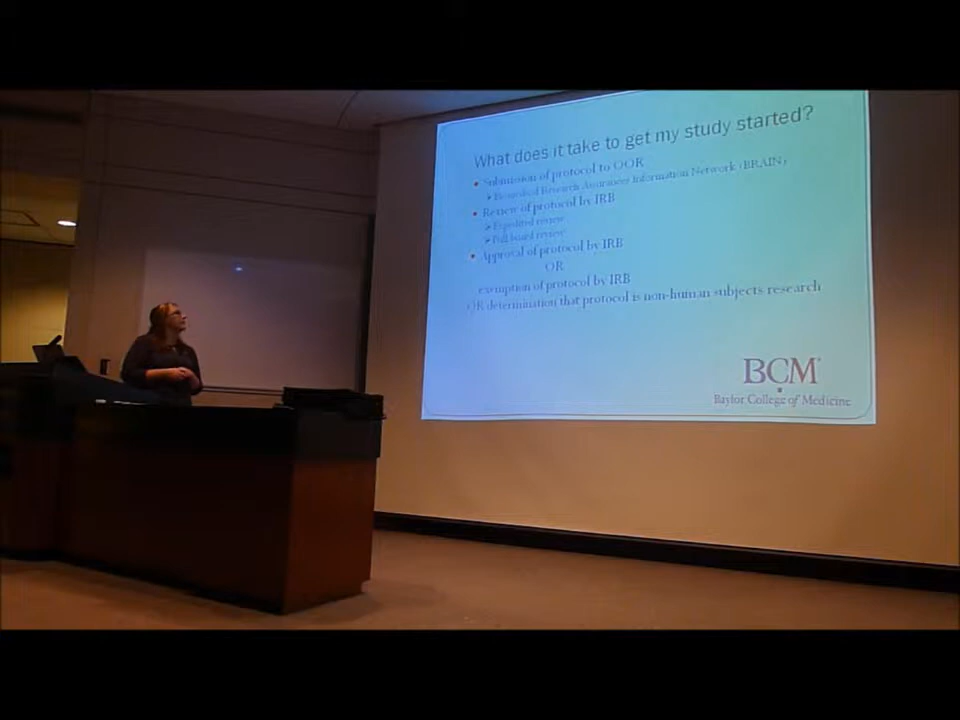 What does it take to get my study started?
• Submission of protocol to OOR
➢ Biomedical Research Assurances Information Network (BRAIN)
• Review of protocol by IRB
➢ Expedited review
➢ Full board review
• Approval of protocol by IRB
OR
exemption of protocol by IRB
OR determination that protocol is non-human subjects research
BCM
Baylor College of Medicine